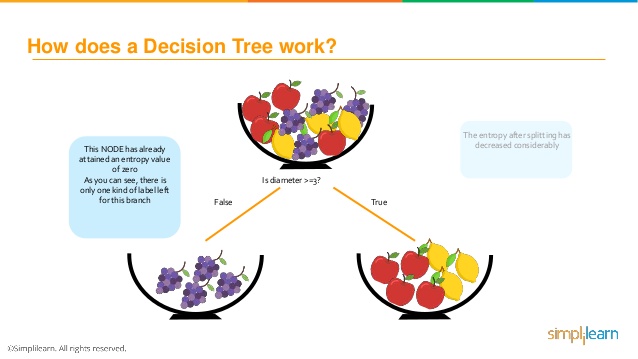 How does a Decision Tree work?
This NODE has already
attained an entropy value
of zero
As you can see, there is
only one kind of label left
for this branch
The entropy after splitting has
decreased considerably
Is diameter >=3?
False
True
©Simplilearn. All rights reserved.
simplilearn